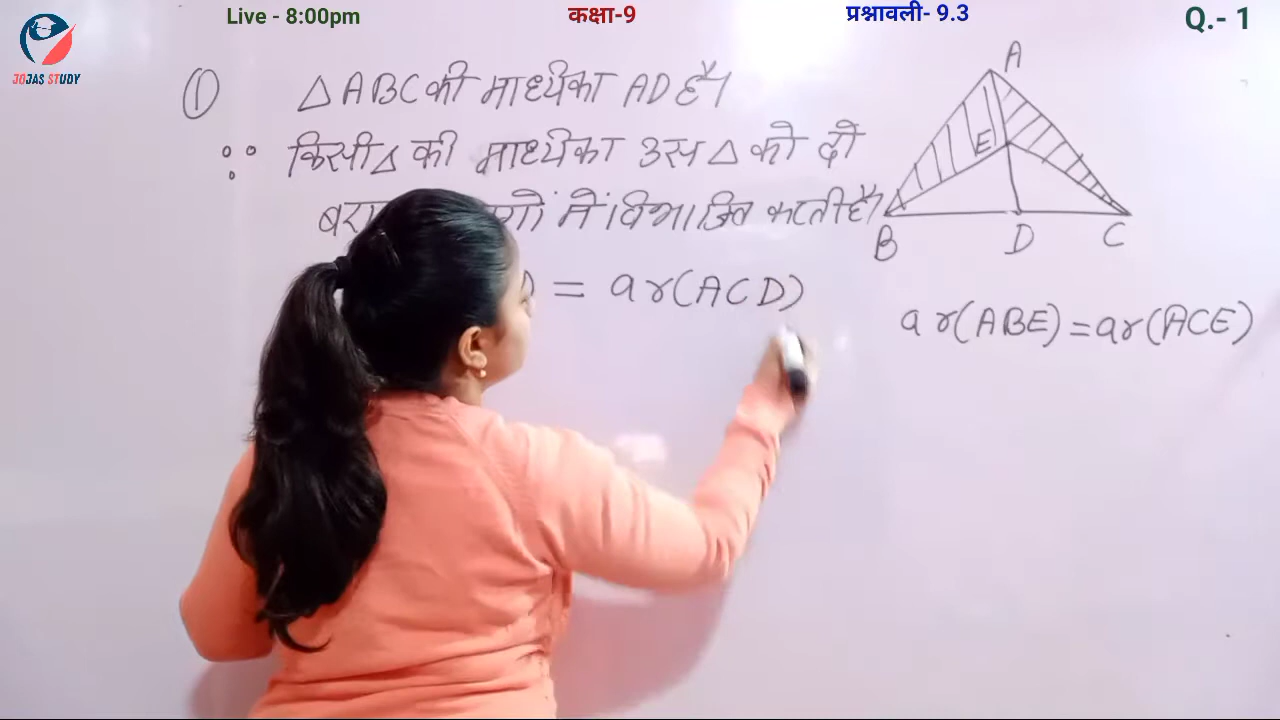 Live - 8:00pm
कक्षा-9
प्रश्नावली- 9.3
Q.- 1
JOJAS STUDY
① △ABC की माध्यिका AD है।
∵ किसी △ की माध्यिका उस △ को दो
में विभाजित करती है।
= ar(ACD)
A
E
B
D
C
ar(ABE) = ar(ACE)